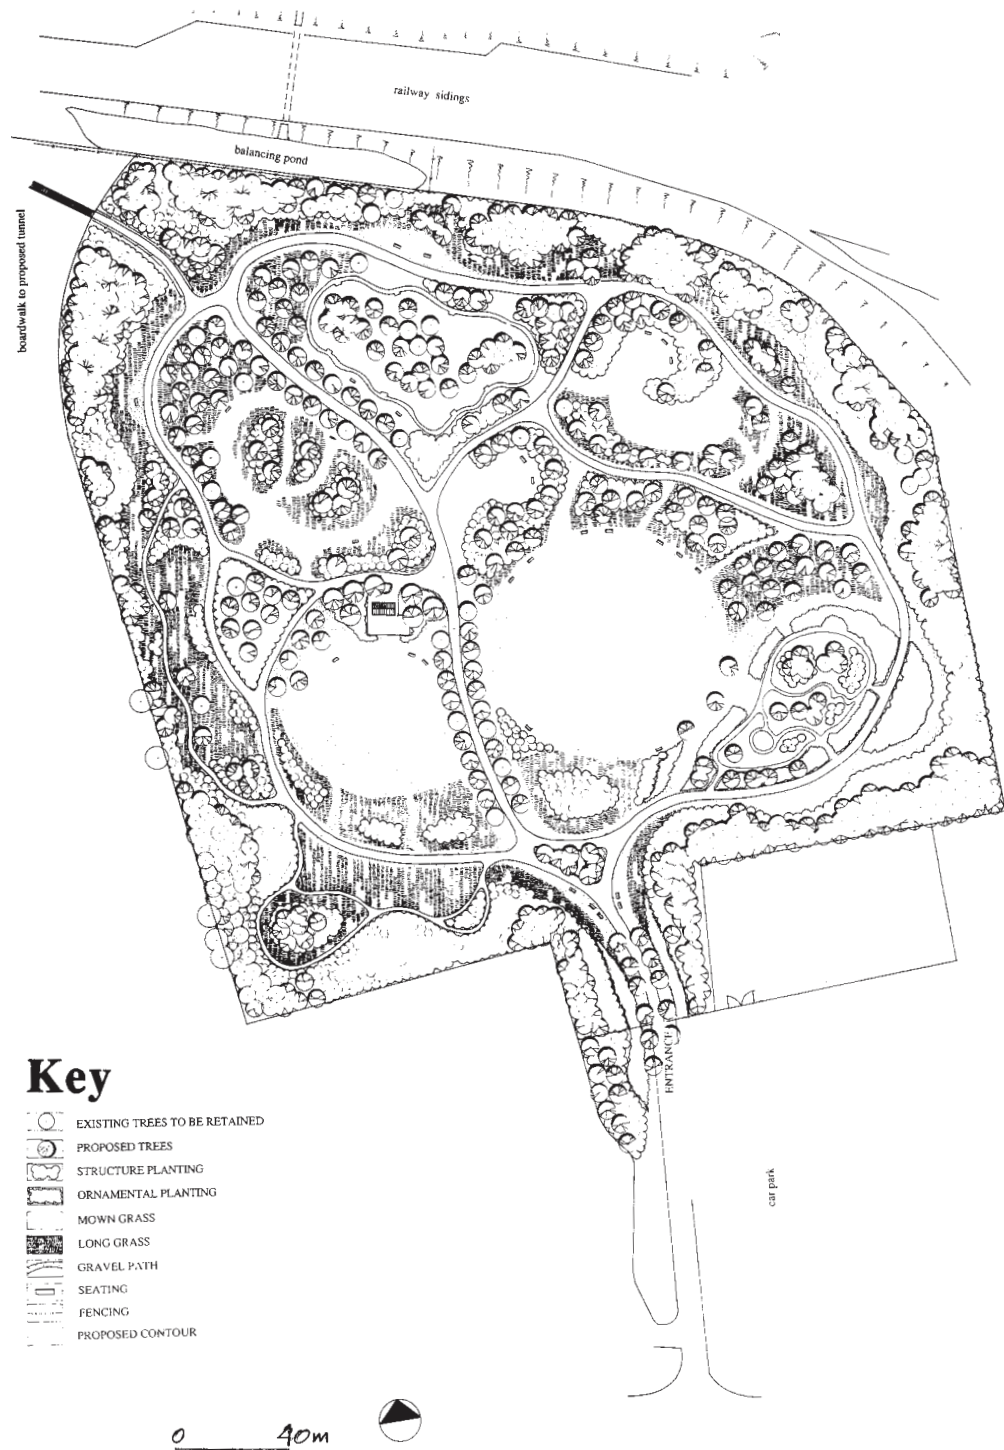 railway sidings
balancing pond
boardwalk to proposed tunnel
ENTRANCE
car park
Key
EXISTING TREES TO BE RETAINED
PROPOSED TREES
STRUCTURE PLANTING
ORNAMENTAL PLANTING
MOWN GRASS
LONG GRASS
GRAVEL PATH
SEATING
FENCING
PROPOSED CONTOUR
0 40m